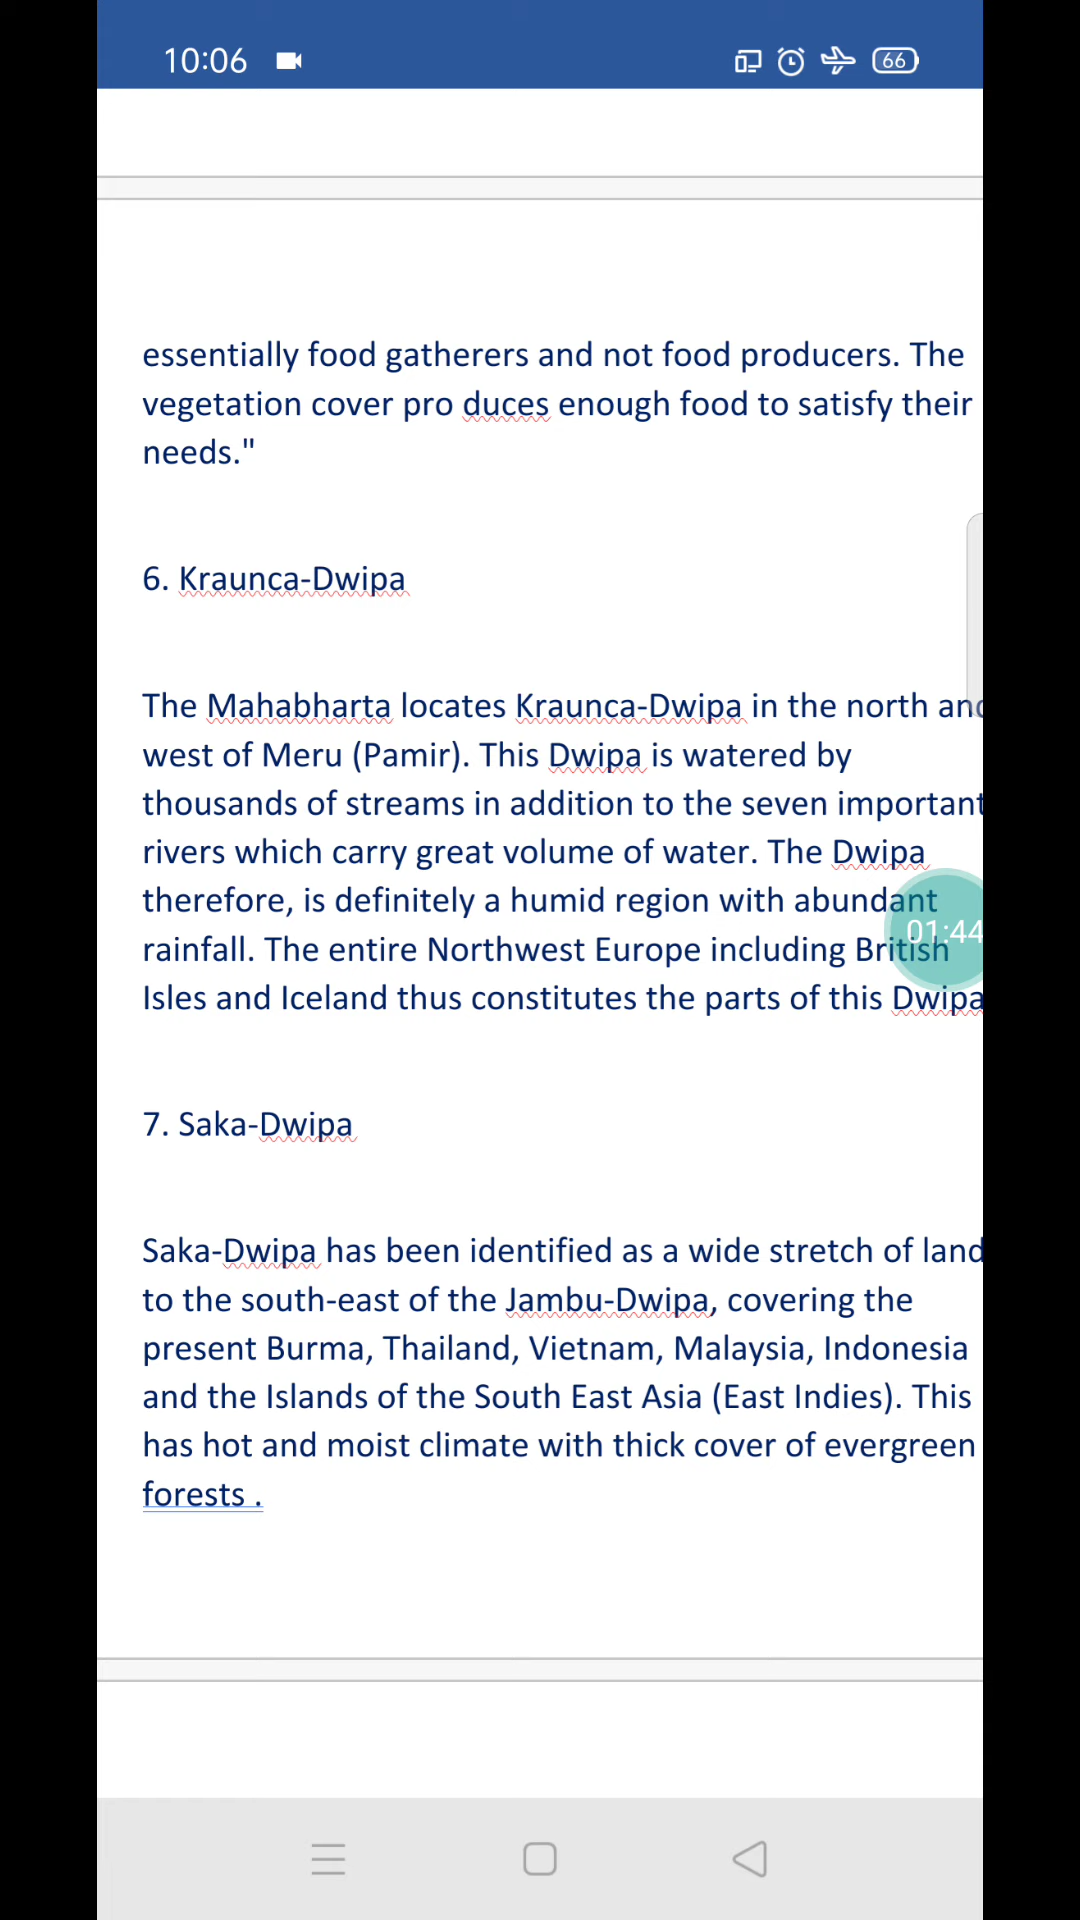 10:06
66
essentially food gatherers and not food producers. The
vegetation cover pro duces enough food to satisfy their
needs."
6. Kraunca-Dwipa
The Mahabharta locates Kraunca-Dwipa in the north and
west of Meru (Pamir). This Dwipa is watered by
thousands of streams in addition to the seven important
rivers which carry great volume of water. The Dwipa
therefore, is definitely a humid region with abundant
01:44
rainfall. The entire Northwest Europe including British
Isles and Iceland thus constitutes the parts of this Dwipa
7. Saka-Dwipa
Saka-Dwipa has been identified as a wide stretch of land
to the south-east of the Jambu-Dwipa, covering the
present Burma, Thailand, Vietnam, Malaysia, Indonesia
and the Islands of the South East Asia (East Indies). This
has hot and moist climate with thick cover of evergreen
forests .